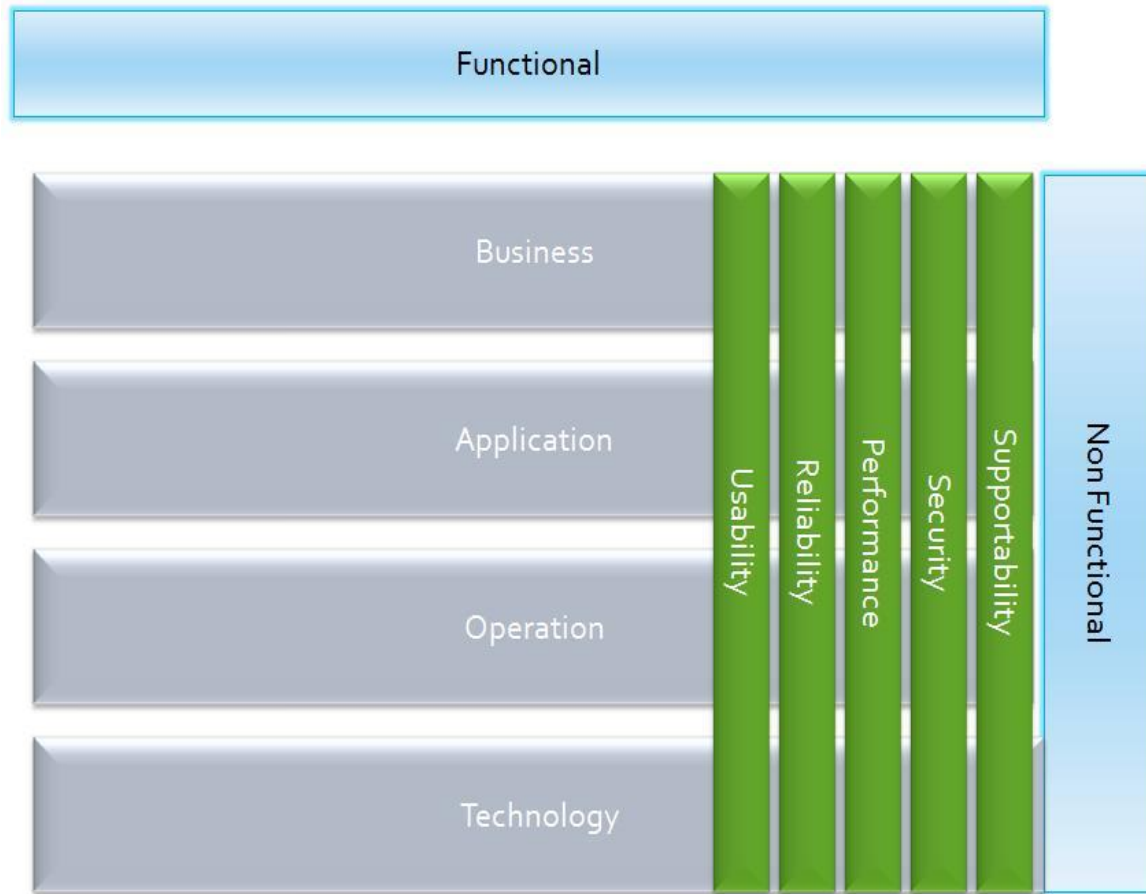 Functional
Business
Application
Operation
Technology
Usability
Reliability
Performance
Security
Supportability
Non Functional